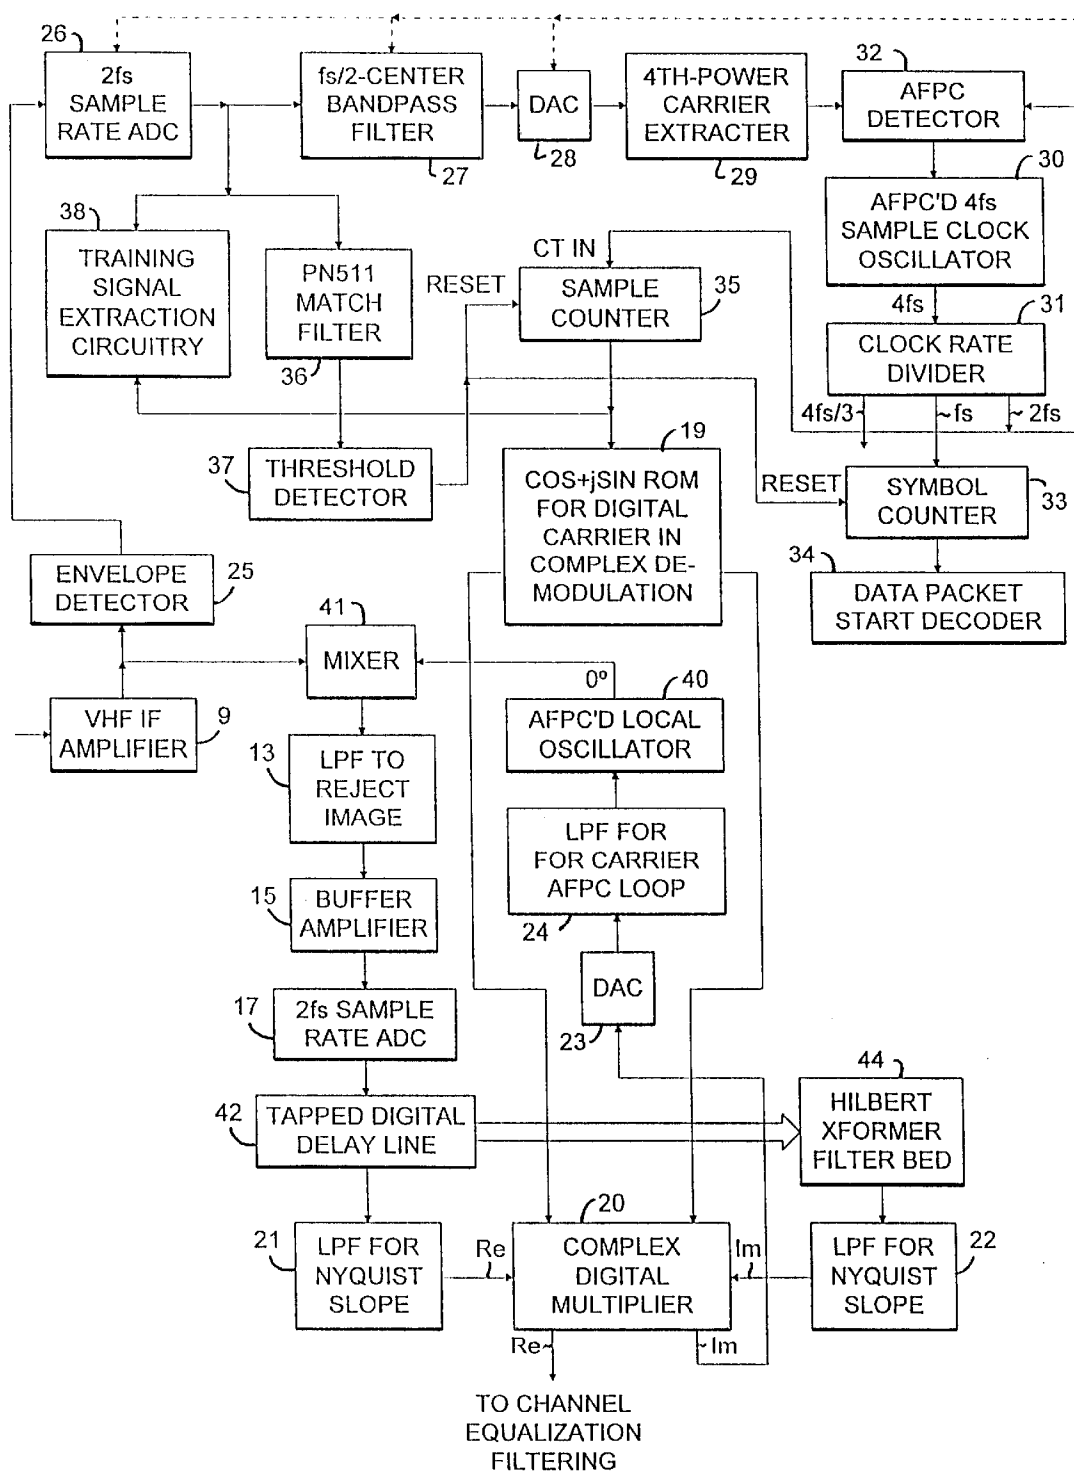 26
2fs
SAMPLE
RATE ADC
fs/2-CENTER
BANDPASS
FILTER
27
DAC
28
4TH-POWER
CARRIER
EXTRACTER
29
32
AFPC
DETECTOR
30
AFPC'D 4fs
SAMPLE CLOCK
OSCILLATOR
4fs
31
CLOCK RATE
DIVIDER
4fs/3
fs
2fs
38
TRAINING
SIGNAL
EXTRACTION
CIRCUITRY
PN511
MATCH
FILTER
36
CT IN
RESET
SAMPLE
COUNTER
35
37
THRESHOLD
DETECTOR
19
COS+jSIN ROM
FOR DIGITAL
CARRIER IN
COMPLEX DE-
MODULATION
RESET
SYMBOL
COUNTER
33
34
DATA PACKET
START DECODER
ENVELOPE
DETECTOR
25
41
MIXER
0º
40
AFPC'D LOCAL
OSCILLATOR
VHF IF
AMPLIFIER
9
13
LPF TO
REJECT
IMAGE
LPF FOR
FOR CARRIER
AFPC LOOP
24
15
BUFFER
AMPLIFIER
DAC
23
17
2fs SAMPLE
RATE ADC
42
TAPPED DIGITAL
DELAY LINE
44
HILBERT
XFORMER
FILTER BED
21
LPF FOR
NYQUIST
SLOPE
Re
20
COMPLEX
DIGITAL
MULTIPLIER
Im
LPF FOR
NYQUIST
SLOPE
22
Re
Im
TO CHANNEL
EQUALIZATION
FILTERING